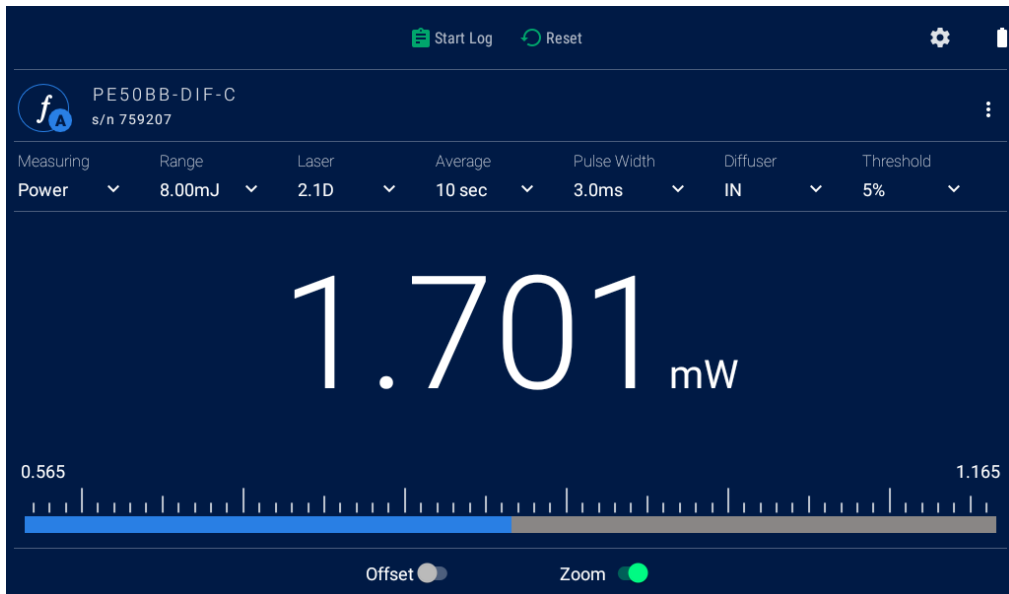 Start Log Reset
f A PE50BB-DIF-C
s/n 759207
Measuring Range Laser Average Pulse Width Diffuser Threshold
Power 8.00mJ 2.1D 10 sec 3.0ms IN 5%
1.701 mW
0.565 1.165
Offset Zoom